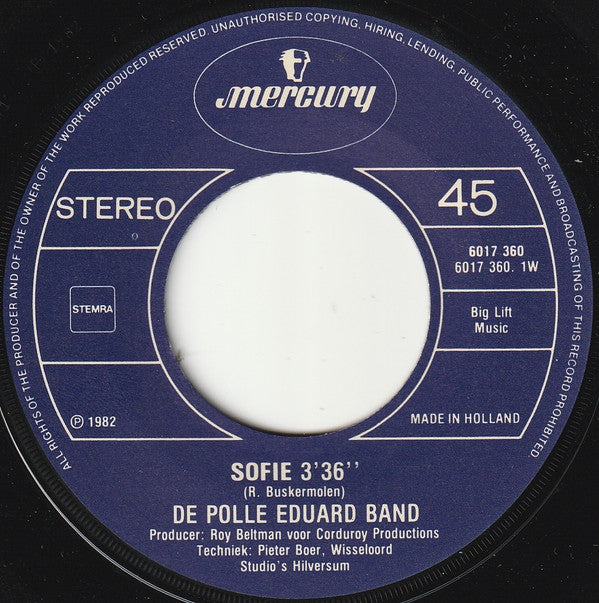 ALL RIGHTS OF THE PRODUCER AND OF THE OWNER OF THE WORK REPRODUCED RESERVED. UNAUTHORISED COPYING, HIRING, LENDING, PUBLIC PERFORMANCE AND BROADCASTING OF THIS RECORD PROHIBITED.
mercury
STEREO
45
6017 360
6017 360. 1W
STEMRA
Big Lift
Music
℗ 1982
MADE IN HOLLAND
SOFIE 3'36''
(R. Buskermolen)
DE POLLE EDUARD BAND
Producer: Roy Beltman voor Corduroy Productions
Techniek: Pieter Boer, Wisseloord
Studio's Hilversum